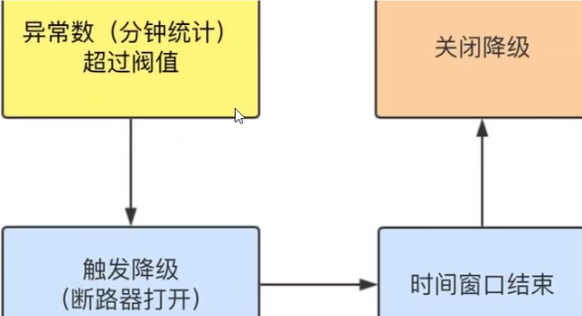 异常数（分钟统计）
超过阀值
关闭降级
触发降级
（断路器打开）
时间窗口结束